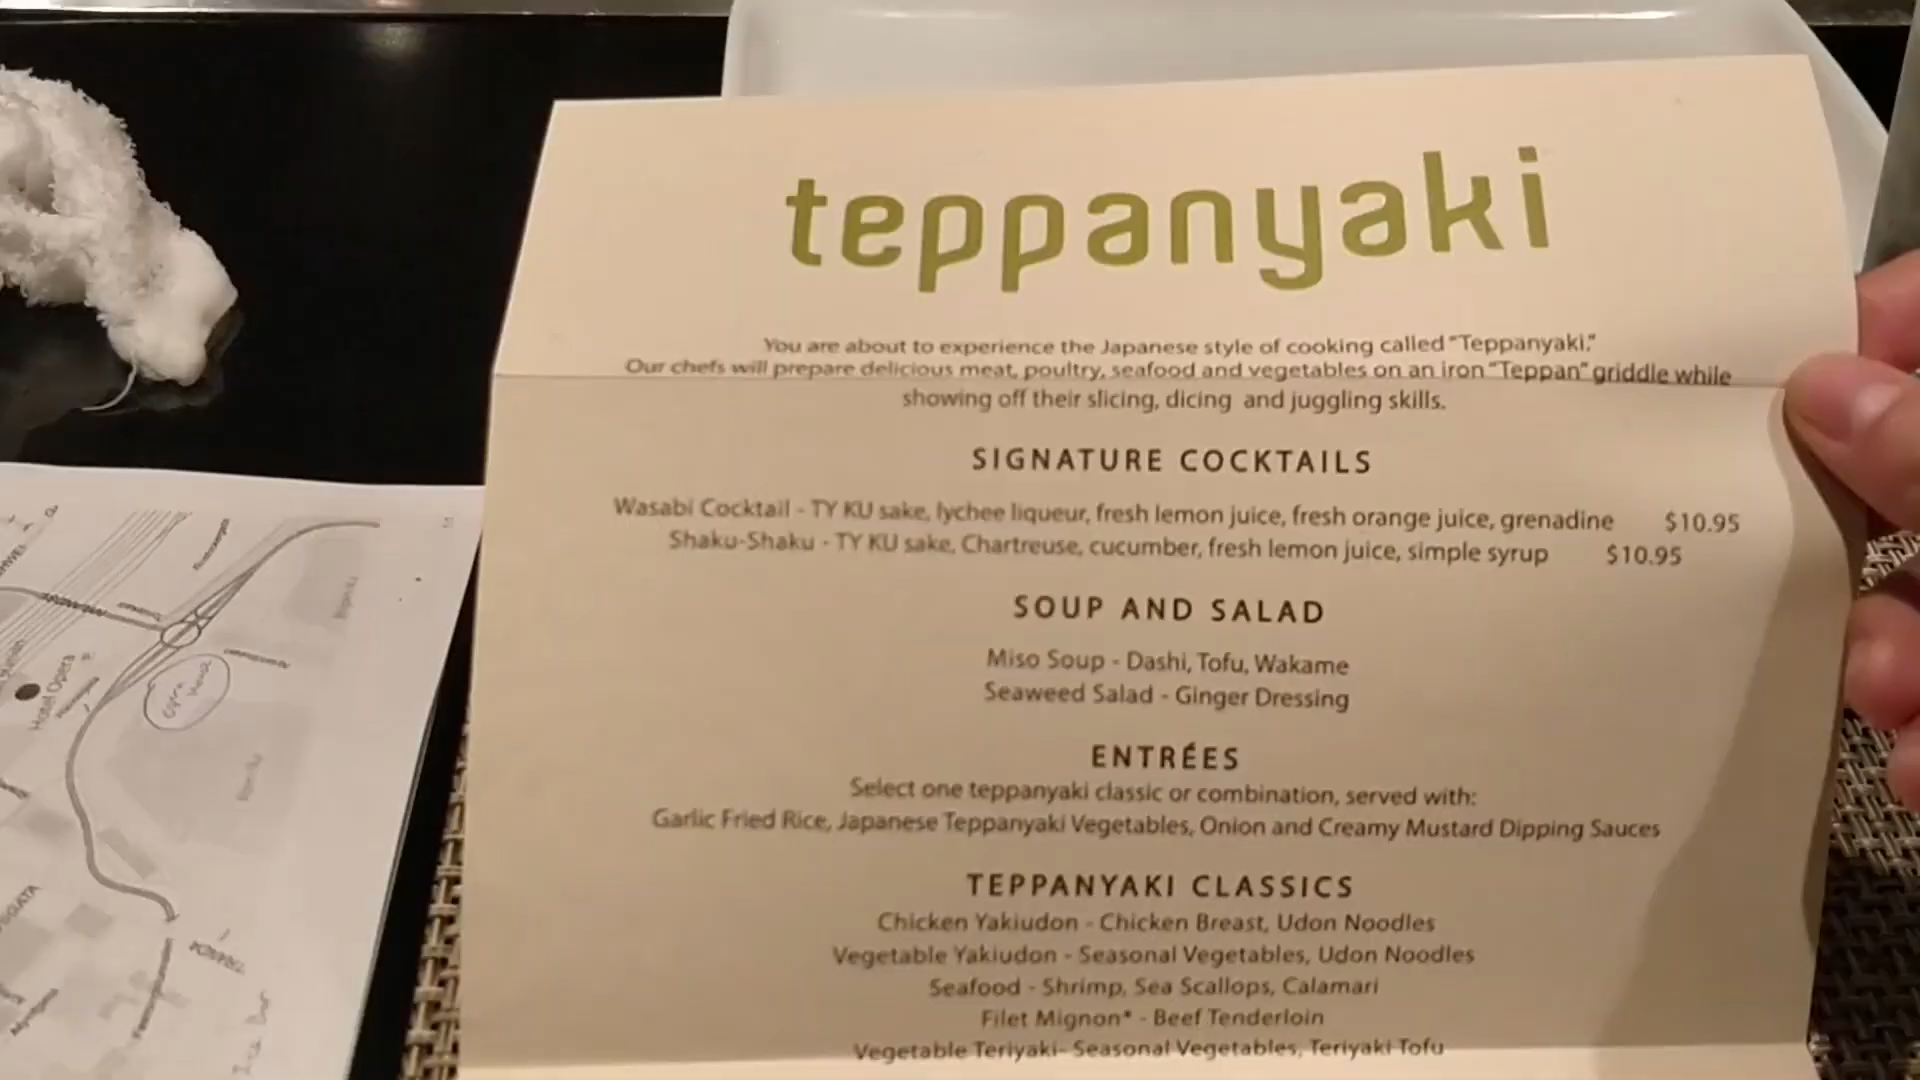 teppanyaki
You are about to experience the Japanese style of cooking called "Teppanyaki."
Our chefs will prepare delicious meat, poultry, seafood and vegetables on an iron "Teppan" griddle while
showing off their slicing, dicing and juggling skills.
SIGNATURE COCKTAILS
Wasabi Cocktail - TY KU sake, lychee liqueur, fresh lemon juice, fresh orange juice, grenadine $10.95
Shaku-Shaku - TY KU sake, Chartreuse, cucumber, fresh lemon juice, simple syrup $10.95
SOUP AND SALAD
Miso Soup - Dashi, Tofu, Wakame
Seaweed Salad - Ginger Dressing
ENTRÉES
Select one teppanyaki classic or combination, served with:
Garlic Fried Rice, Japanese Teppanyaki Vegetables, Onion and Creamy Mustard Dipping Sauces
TEPPANYAKI CLASSICS
Chicken Yakiudon - Chicken Breast, Udon Noodles
Vegetable Yakiudon - Seasonal Vegetables, Udon Noodles
Seafood - Shrimp, Sea Scallops, Calamari
Filet Mignon* - Beef Tenderloin
Vegetable Teriyaki- Seasonal Vegetables, Teriyaki Tofu
Hotel Opera
Opera House